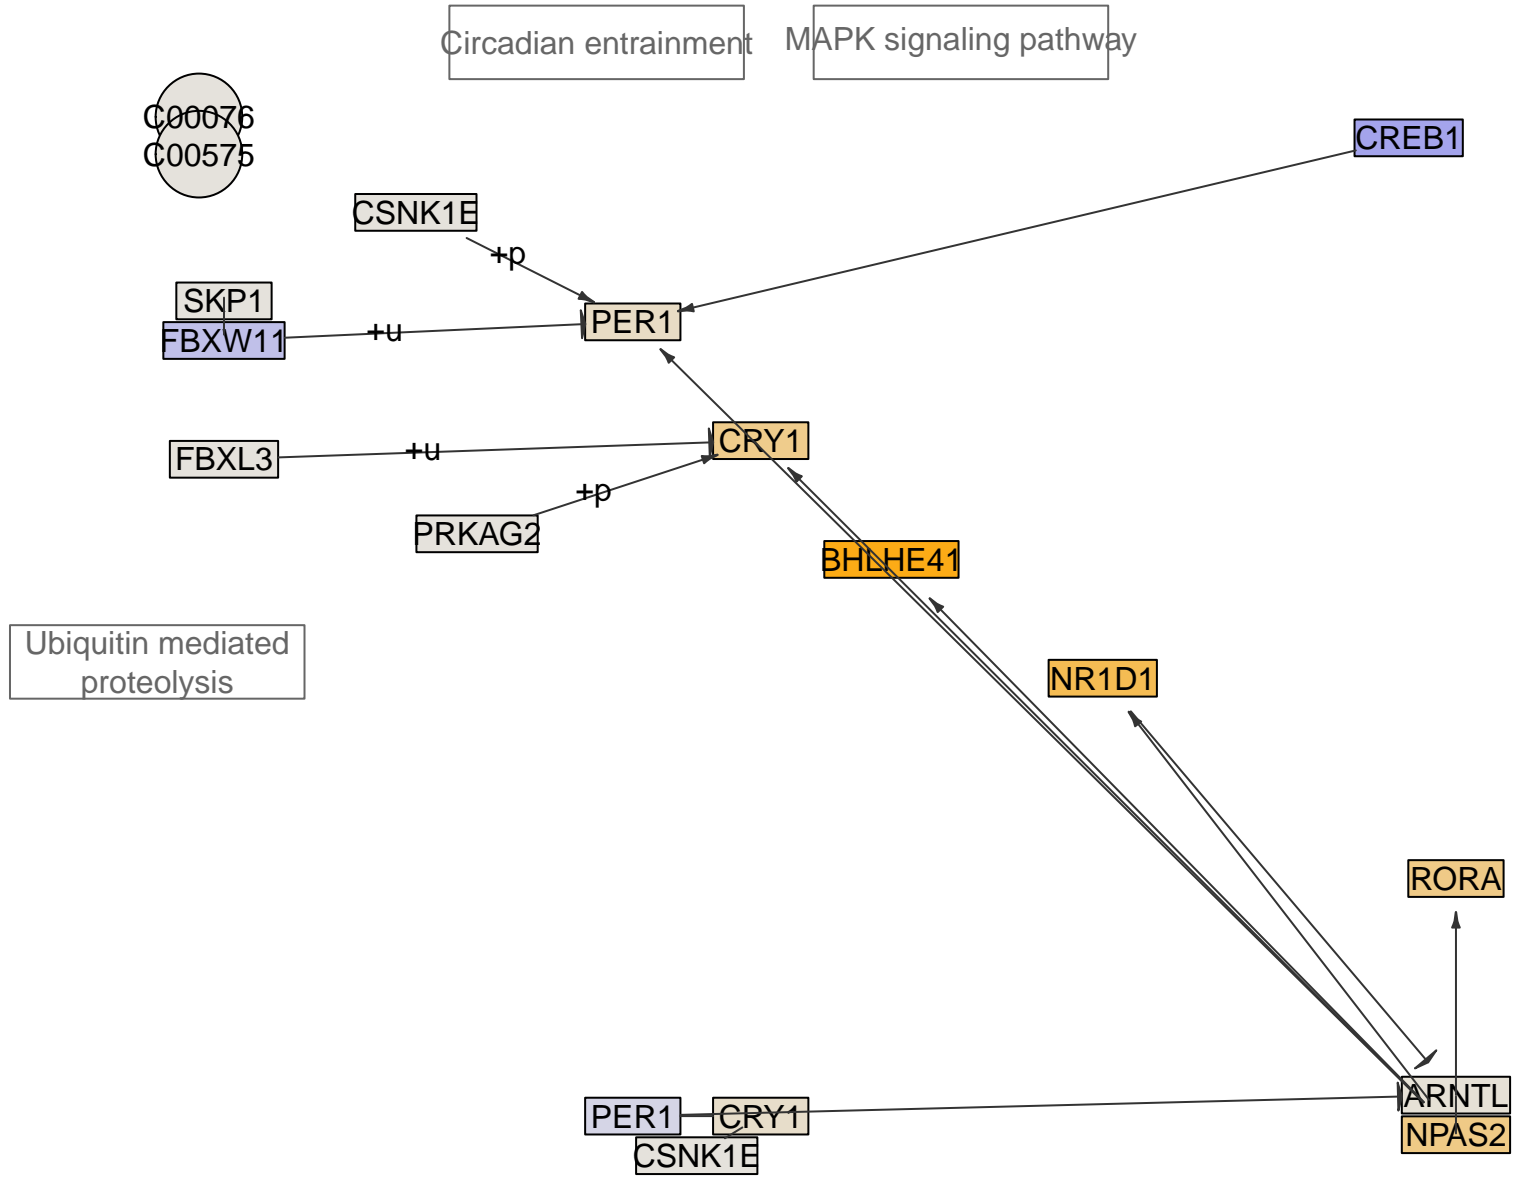 Circadian entrainment
MAPK signaling pathway
C00076
C00575
CREB1
CSNK1E
+p
SKP1
FBXW11
+u
PER1
FBXL3
+u
CRY1
+p
PRKAG2
BHLHE41
Ubiquitin mediated
proteolysis
NR1D1
RORA
ARNTL
NPAS2
PER1
CRY1
CSNK1E